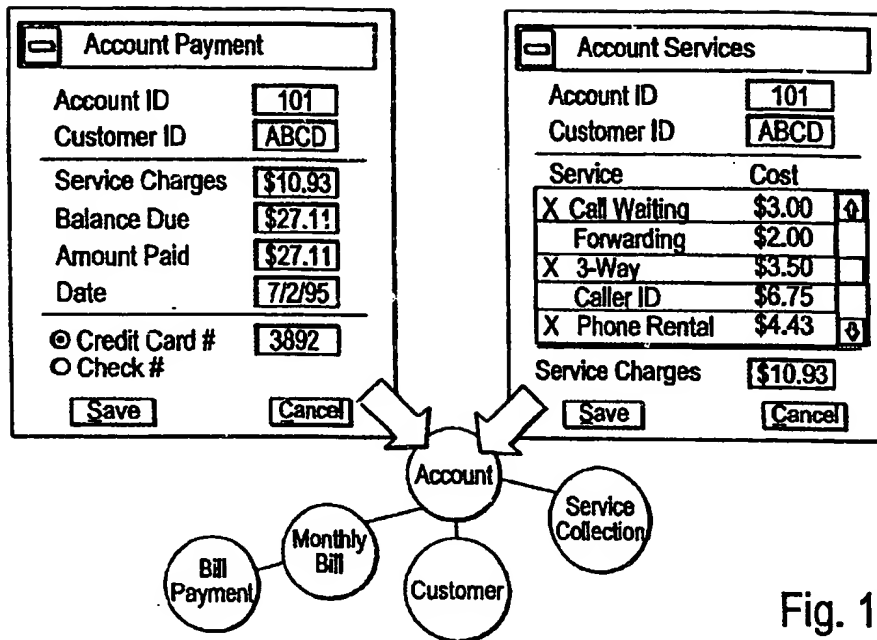 Account Payment
Account ID 101
Customer ID ABCD
Service Charges $10.93
Balance Due $27.11
Amount Paid $27.11
Date 7/2/95
Credit Card # 3892
Check #
Save Cancel
Account Services
Account ID 101
Customer ID ABCD
Service Cost
X Call Waiting $3.00
Forwarding $2.00
X 3-Way $3.50
Caller ID $6.75
X Phone Rental $4.43
Service Charges $10.93
Save Cancel
Account
Service
Collection
Monthly
Bill
Bill
Payment
Customer
Fig. 1